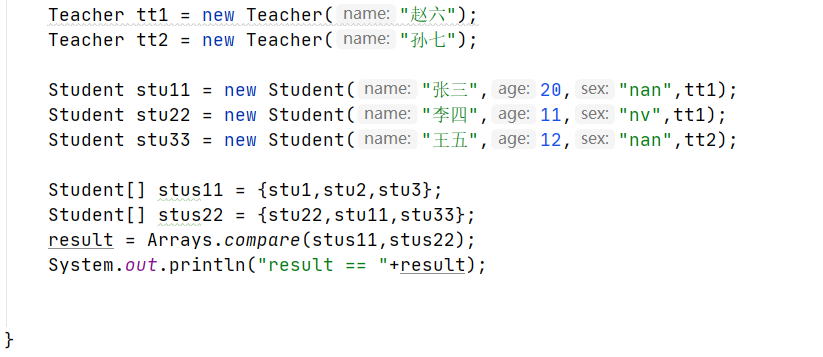 Teacher tt1 = new Teacher( name: "赵六");
Teacher tt2 = new Teacher( name: "孙七");
Student stu11 = new Student( name: "张三", age: 20, sex: "nan",tt1);
Student stu22 = new Student( name: "李四", age: 11, sex: "nv",tt1);
Student stu33 = new Student( name: "王五", age: 12, sex: "nan",tt2);
Student[] stus11 = {stu1,stu2,stu3};
Student[] stus22 = {stu22,stu11,stu33};
result = Arrays.compare(stus11,stus22);
System.out.println("result == "+result);
}